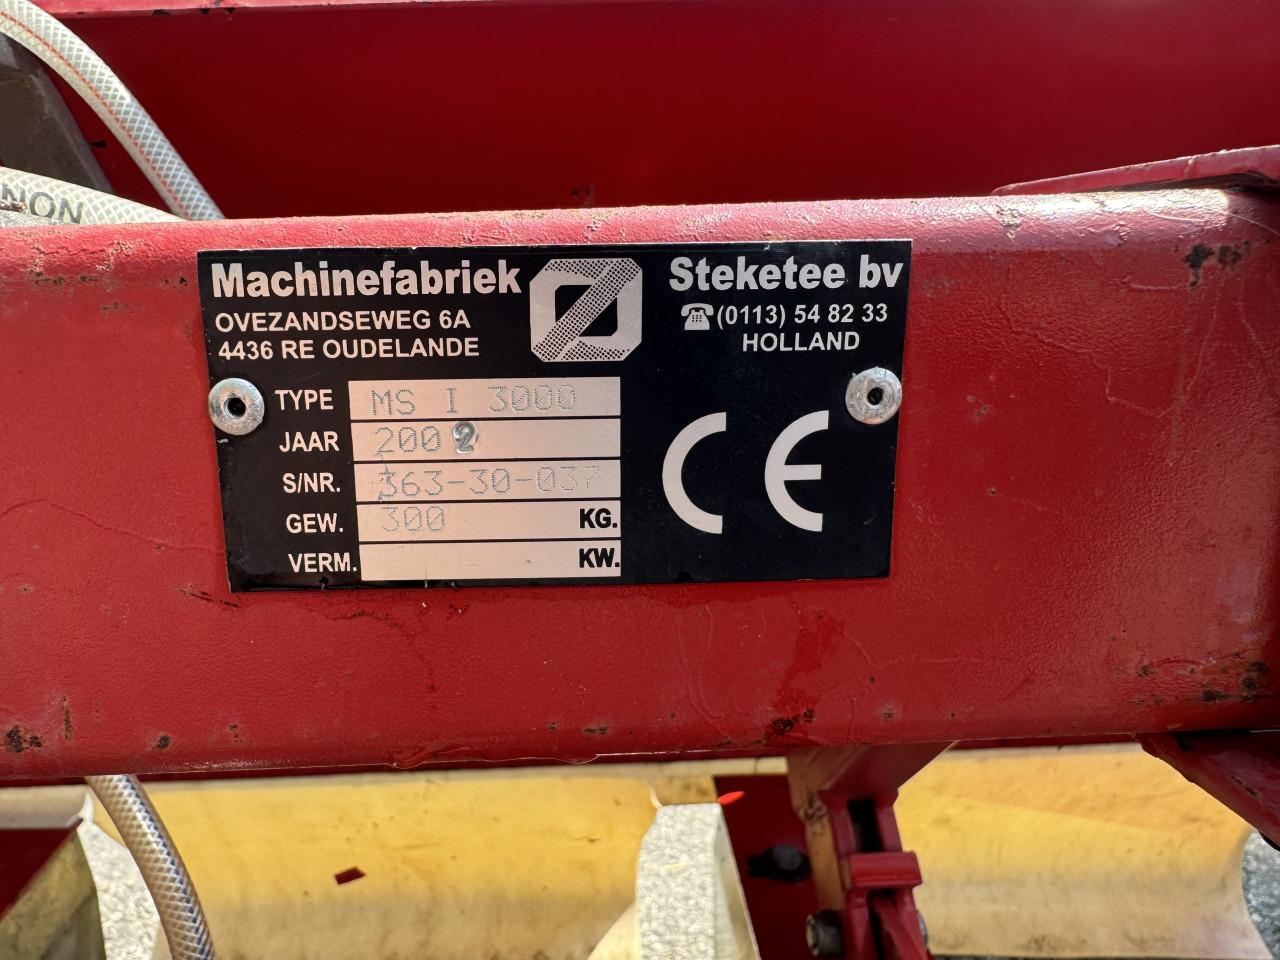 NON
Machinefabriek Steketee bv
OVEZANDSEWEG 6A ☎(0113) 54 82 33
4436 RE OUDELANDE HOLLAND
TYPE MS I 3000
JAAR 2002
S/NR. 363-30-037
GEW. 300 KG.
VERM. KW.
CE